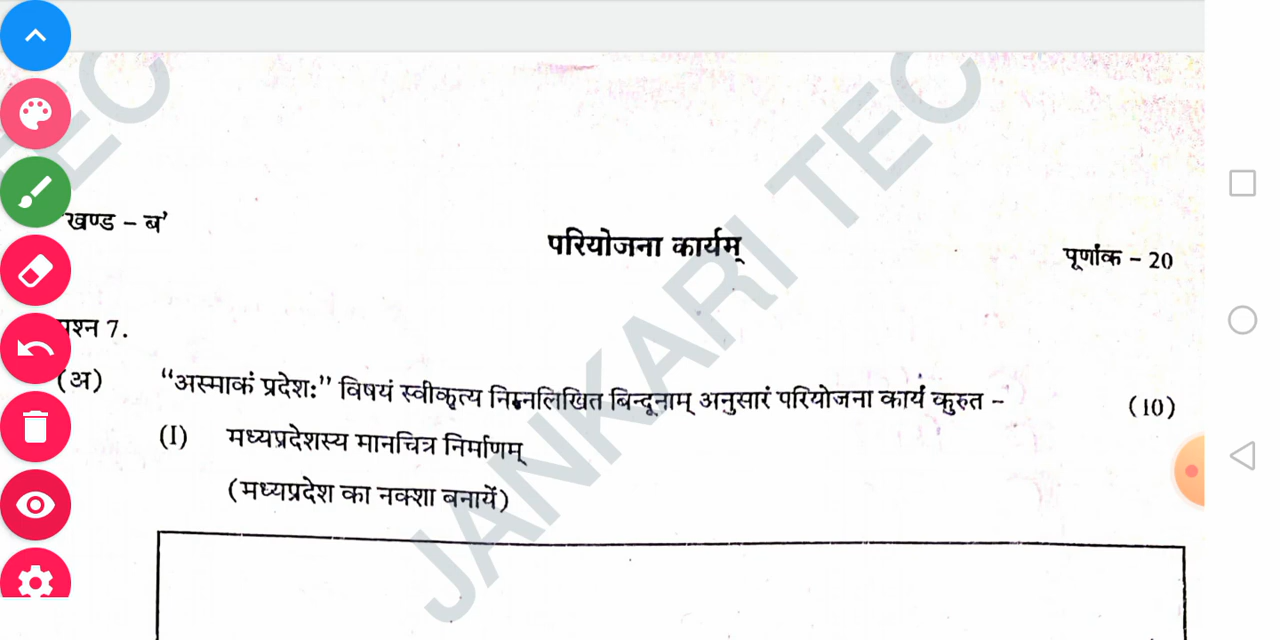 खण्ड – ब'
परियोजना कार्यम्
पूर्णांक – 20
प्रश्न 7.
(अ) “अस्माकं प्रदेशः” विषयं स्वीकृत्य निम्नलिखित बिन्दूनाम् अनुसारं परियोजना कार्यं कुरुत – (10)
(I) मध्यप्रदेशस्य मानचित्र निर्माणम्
(मध्यप्रदेश का नक्शा बनायें)
JANKARI TEC
TEC